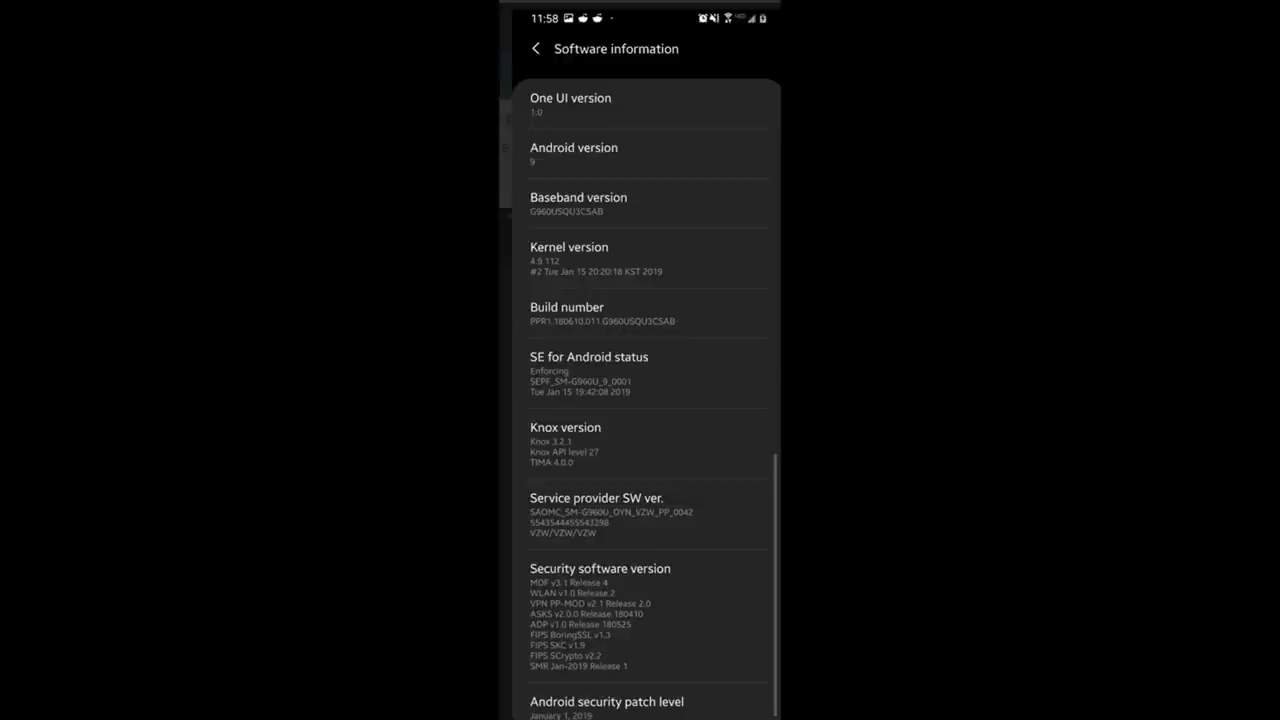 11:58
Software information
One UI version
1.0
Android version
9
Baseband version
G960USQU3CSAB
Kernel version
4.9.112
#2 Tue Jan 15 20:20:18 KST 2019
Build number
PPR1.180610.011.G960USQU3CSAB
SE for Android status
Enforcing
SEPF_SM-G960U_9_0001
Tue Jan 15 19:42:08 2019
Knox version
Knox 3.2.1
Knox API level 27
TIMA 4.0.0
Service provider SW ver.
SAOMC_SM-G960U_OYN_VZW_PP_0042
5543544455543398
VZW/VZW/VZW
Security software version
MDF v3.1 Release 4
WLAN v1.0 Release 2
VPN PP-MOD v2.1 Release 2.0
ASKS v2.0.0 Release 180410
ADP v1.0 Release 180525
FIPS BoringSSL v1.3
FIPS SKC v1.9
FIPS SCrypto v2.2
SMR Jan-2019 Release 1
Android security patch level
January 1, 2019